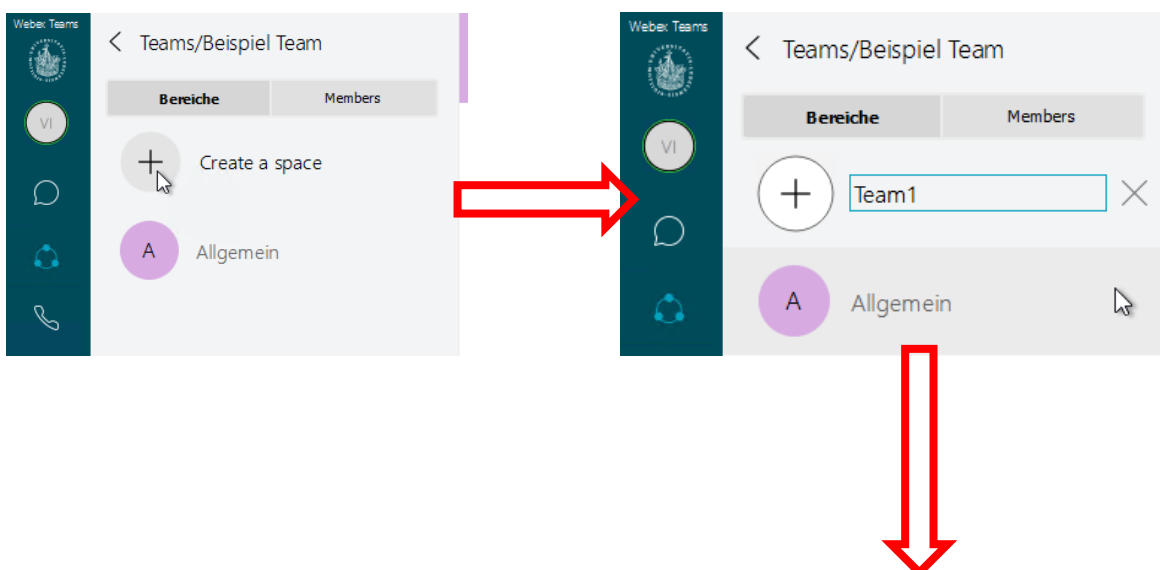 Webex Teams
Teams/Beispiel Team
Bereiche Members
VI
Create a space
A Allgemein
Webex Teams
Teams/Beispiel Team
Bereiche Members
VI
Team1
A Allgemein